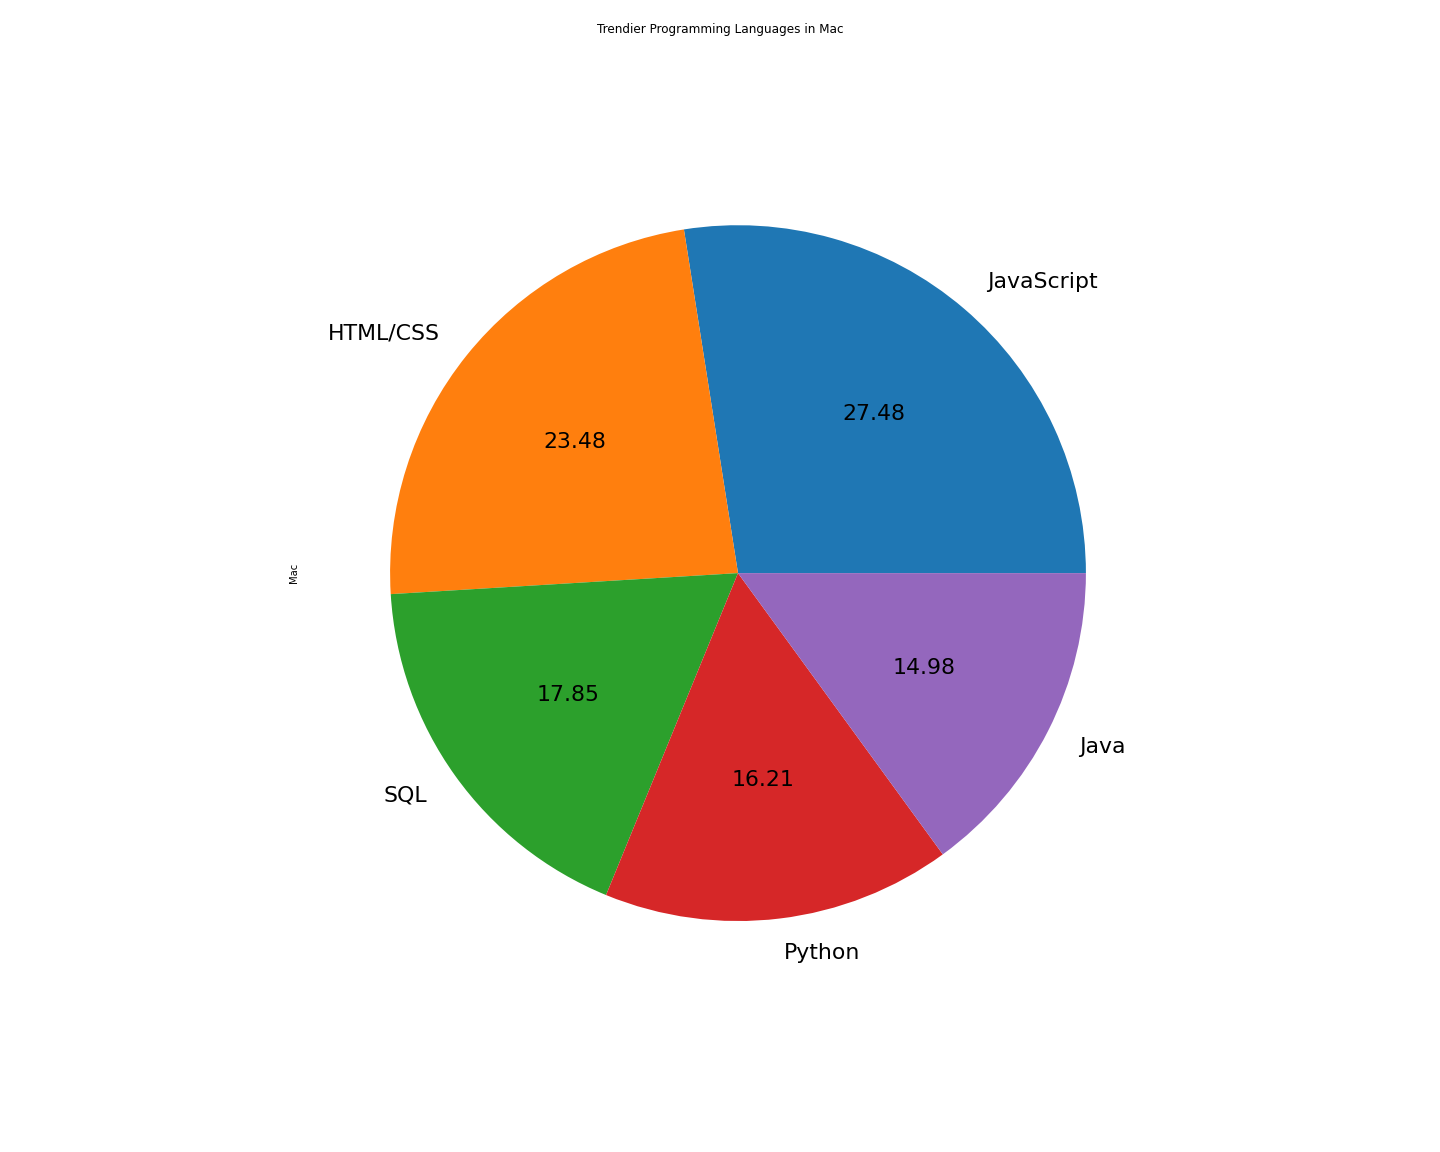 Trendier Programming Languages in Mac
JavaScript
HTML/CSS
27.48
23.48
Mac
14.98
17.85
Java
16.21
SQL
Python